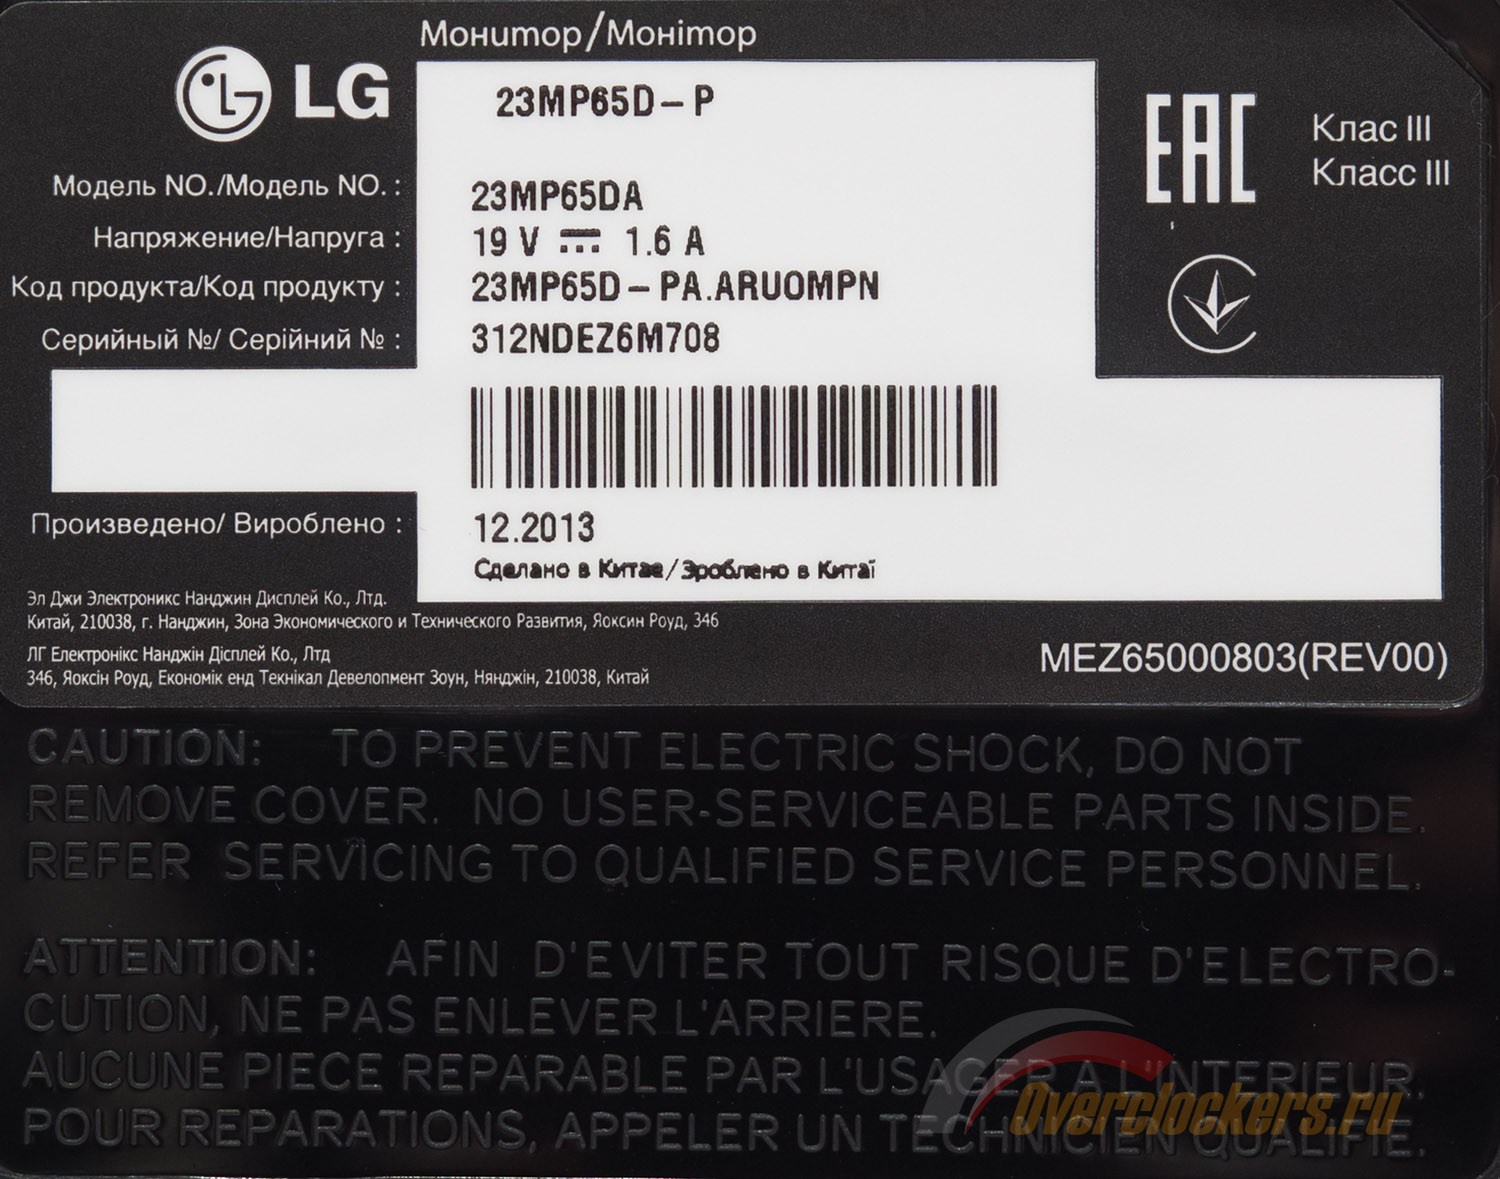 Монитор/Монітор
LG
23MP65D-P
EAC
Клас III
Класс III
Модель NO./Модель NO. : 23MP65DA
Напряжение/Напруга : 19 V 1.6 A
Код продукта/Код продукту : 23MP65D-PA.ARUOMPN
Серийный №/ Серійний № : 312NDEZ6M708
Произведено/ Вироблено : 12.2013
Сделано в Китае/Зроблено в Китаї
Эл Джи Электроникс Нанджин Дисплей Ко., Лтд.
Китай, 210038, г. Нанджин, Зона Экономического и Технического Развития, Яоксин Роуд, 346
ЛГ Електронікс Нанджін Дісплей Ко., Лтд
346, Яоксін Роуд, Економік енд Технікал Девелопмент Зоун, Нянджін, 210038, Китай
MEZ65000803(REV00)
CAUTION: TO PREVENT ELECTRIC SHOCK, DO NOT
REMOVE COVER. NO USER-SERVICEABLE PARTS INSIDE.
REFER SERVICING TO QUALIFIED SERVICE PERSONNEL.
ATTENTION: AFIN D'EVITER TOUT RISQUE D'ELECTRO-
CUTION, NE PAS ENLEVER L'ARRIERE.
AUCUNE PIECE REPARABLE PAR L'USAGER A L'INTERIEUR.
POUR REPARATIONS, APPELER UN TECHNICIEN QUALIFIE.
Overclockers.ru